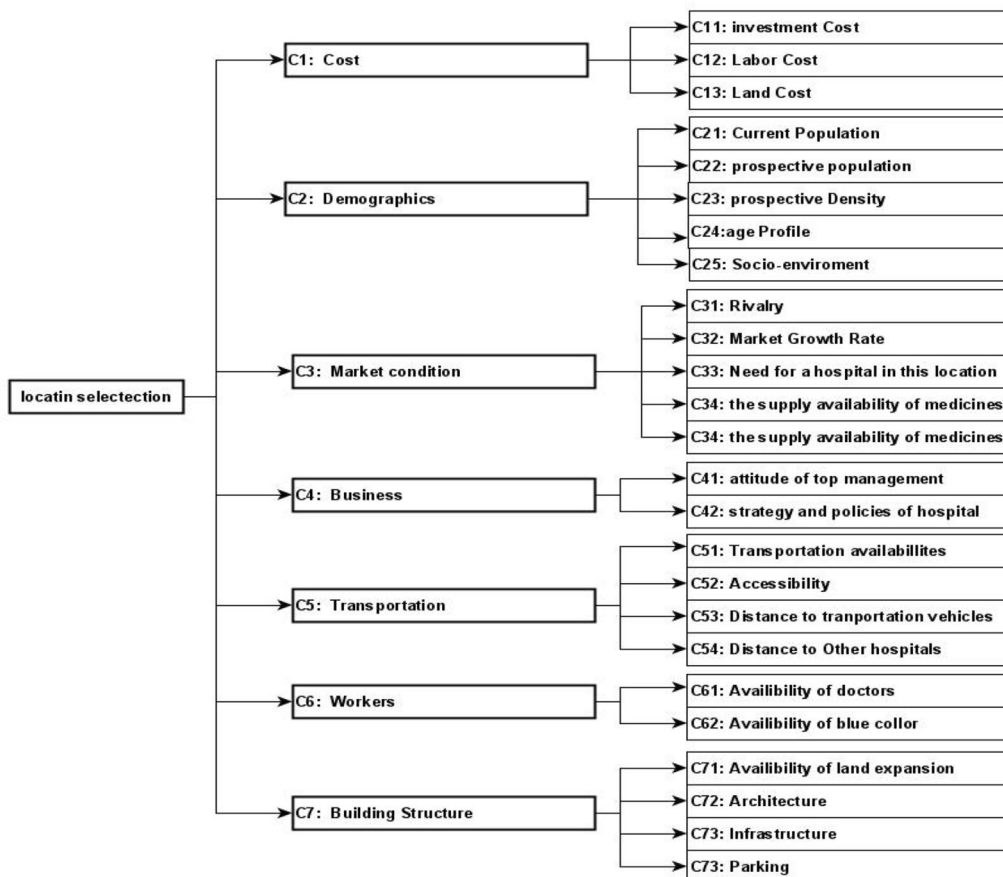 locatin selectection
C1: Cost
C11: investment Cost
C12: Labor Cost
C13: Land Cost
C2: Demographics
C21: Current Population
C22: prospective population
C23: prospective Density
C24:age Profile
C25: Socio-enviroment
C3: Market condition
C31: Rivalry
C32: Market Growth Rate
C33: Need for a hospital in this location
C34: the supply availability of medicines
C34: the supply availability of medicines
C4: Business
C41: attitude of top management
C42: strategy and policies of hospital
C5: Transportation
C51: Transportation availabillites
C52: Accessibility
C53: Distance to tranportation vehicles
C54: Distance to Other hospitals
C6: Workers
C61: Availibility of doctors
C62: Availibility of blue collor
C7: Building Structure
C71: Availibility of land expansion
C72: Architecture
C73: Infrastructure
C73: Parking